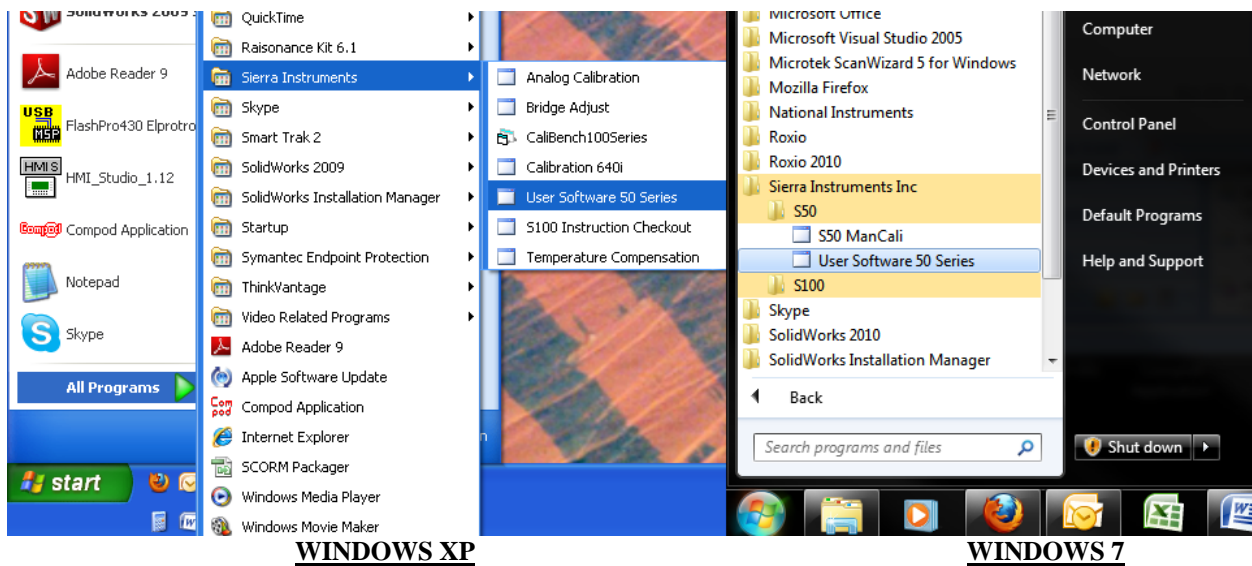 SolidWorks 2009
Adobe Reader 9
USB
MSP
FlashPro430 Elprotro
HMI S
HMI_Studio_1.12
Compod Application
Notepad
Skype
All Programs
start
QuickTime
Raisonance Kit 6.1
Sierra Instruments
Skype
Smart Trak 2
SolidWorks 2009
SolidWorks Installation Manager
Startup
Symantec Endpoint Protection
ThinkVantage
Video Related Programs
Adobe Reader 9
Apple Software Update
Com
pod
Compod Application
Internet Explorer
SCORM Packager
Windows Media Player
Windows Movie Maker
Analog Calibration
Bridge Adjust
CaliBench100Series
Calibration 640i
User Software 50 Series
S100 Instruction Checkout
Temperature Compensation
n
WINDOWS XP
Microsoft Office
Microsoft Visual Studio 2005
Microtek ScanWizard 5 for Windows
Mozilla Firefox
National Instruments
Roxio
Roxio 2010
Sierra Instruments Inc
S50
S50 ManCali
User Software 50 Series
S100
Skype
SolidWorks 2010
SolidWorks Installation Manager
Back
Search programs and files
Computer
Network
Control Panel
Devices and Printers
Default Programs
Help and Support
Shut down
WINDOWS 7